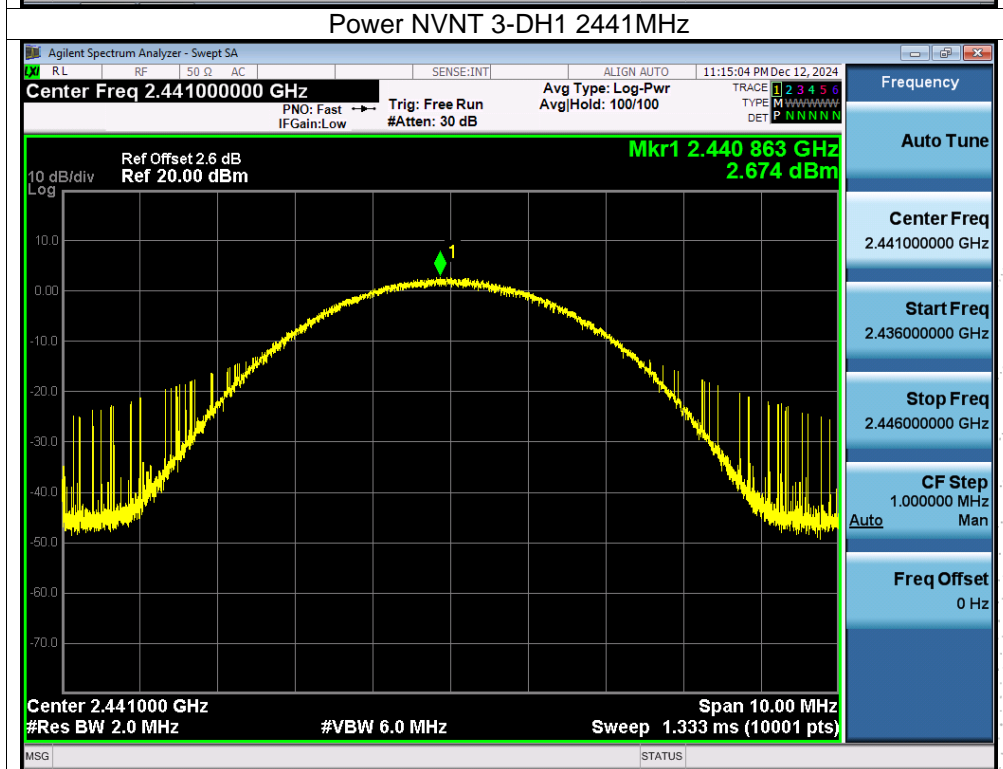 Power NVNT 3-DH1 2441MHz
Agilent Spectrum Analyzer - Swept SA
LXI RL RF 50 Ω AC SENSE:INT ALIGN AUTO 11:15:04 PM Dec 12, 2024
Center Freq 2.441000000 GHz
PNO: Fast
IFGain:Low
Trig: Free Run
#Atten: 30 dB
Avg Type: Log-Pwr
Avg|Hold: 100/100
TRACE 1 2 3 4 5 6
TYPE M WWWWW
DET P N N N N N
Frequency
Auto Tune
Center Freq
2.441000000 GHz
Start Freq
2.436000000 GHz
Stop Freq
2.446000000 GHz
CF Step
1.000000 MHz
Auto Man
Freq Offset
0 Hz
Mkr1 2.440 863 GHz
2.674 dBm
Ref Offset 2.6 dB
10 dB/div Ref 20.00 dBm
Log
10.0
1
0.00
-10.0
-20.0
-30.0
-40.0
-50.0
-60.0
-70.0
Center 2.441000 GHz Span 10.00 MHz
#Res BW 2.0 MHz #VBW 6.0 MHz Sweep 1.333 ms (10001 pts)
MSG STATUS